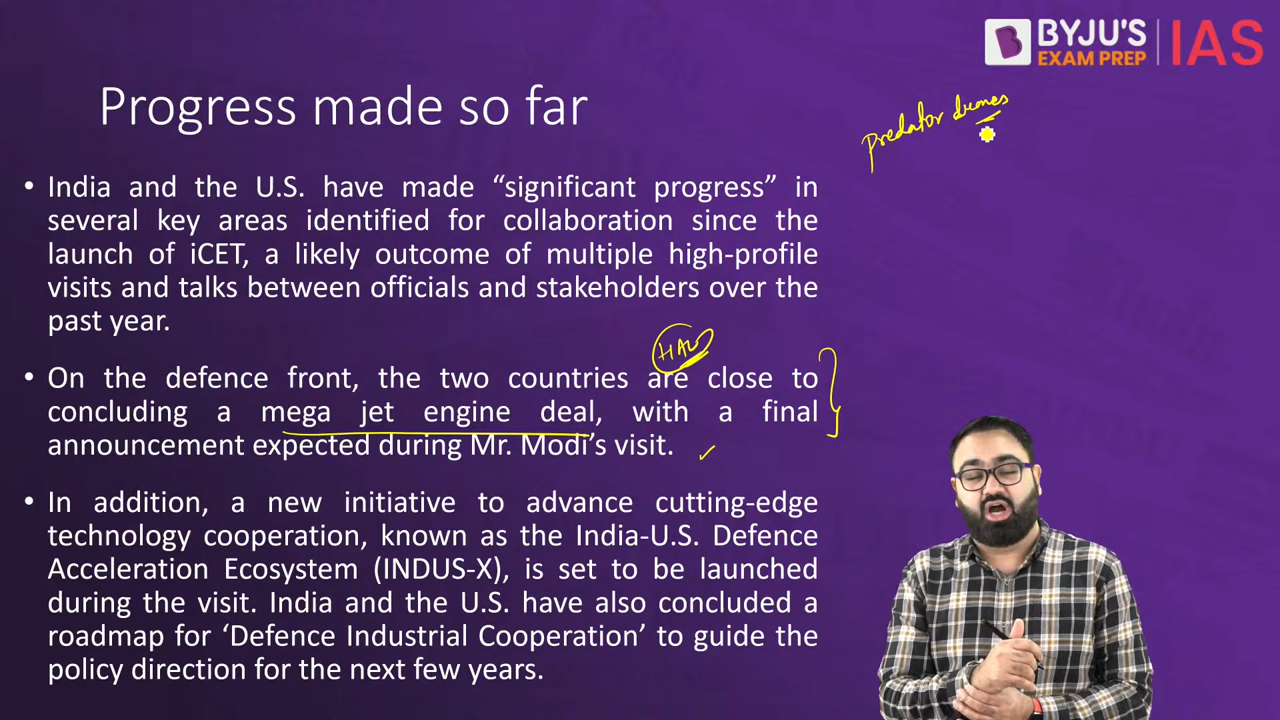 BYJU'S
EXAM PREP
IAS
Progress made so far
predator drones
• India and the U.S. have made “significant progress” in
several key areas identified for collaboration since the
launch of iCET, a likely outcome of multiple high-profile
visits and talks between officials and stakeholders over the
past year.
HAL
• On the defence front, the two countries are close to
concluding a mega jet engine deal, with a final
announcement expected during Mr. Modi’s visit.
• In addition, a new initiative to advance cutting-edge
technology cooperation, known as the India-U.S. Defence
Acceleration Ecosystem (INDUS-X), is set to be launched
during the visit. India and the U.S. have also concluded a
roadmap for ‘Defence Industrial Cooperation’ to guide the
policy direction for the next few years.